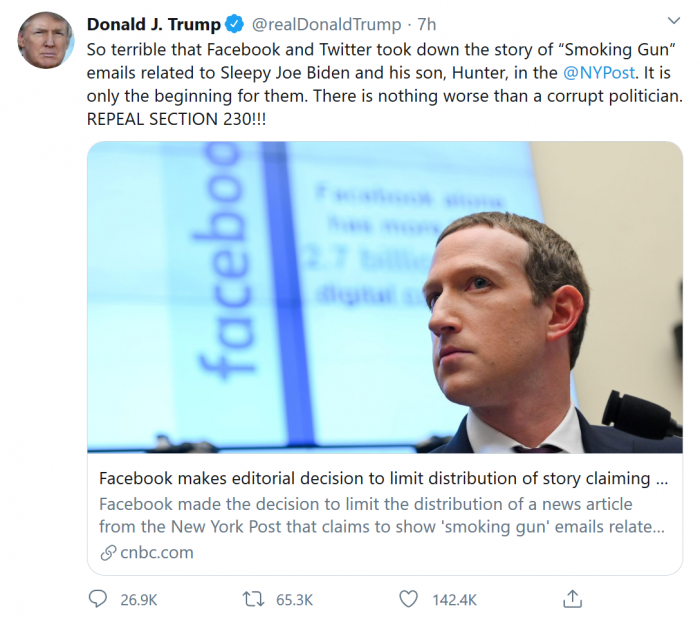 Donald J. Trump @realDonaldTrump · 7h
So terrible that Facebook and Twitter took down the story of “Smoking Gun”
emails related to Sleepy Joe Biden and his son, Hunter, in the @NYPost. It is
only the beginning for them. There is nothing worse than a corrupt politician.
REPEAL SECTION 230!!!
faceboo
Facebook alone
has more
2.7 billio
digital c
Facebook makes editorial decision to limit distribution of story claiming ...
Facebook made the decision to limit the distribution of a news article
from the New York Post that claims to show 'smoking gun' emails relate...
cnbc.com
26.9K 65.3K 142.4K